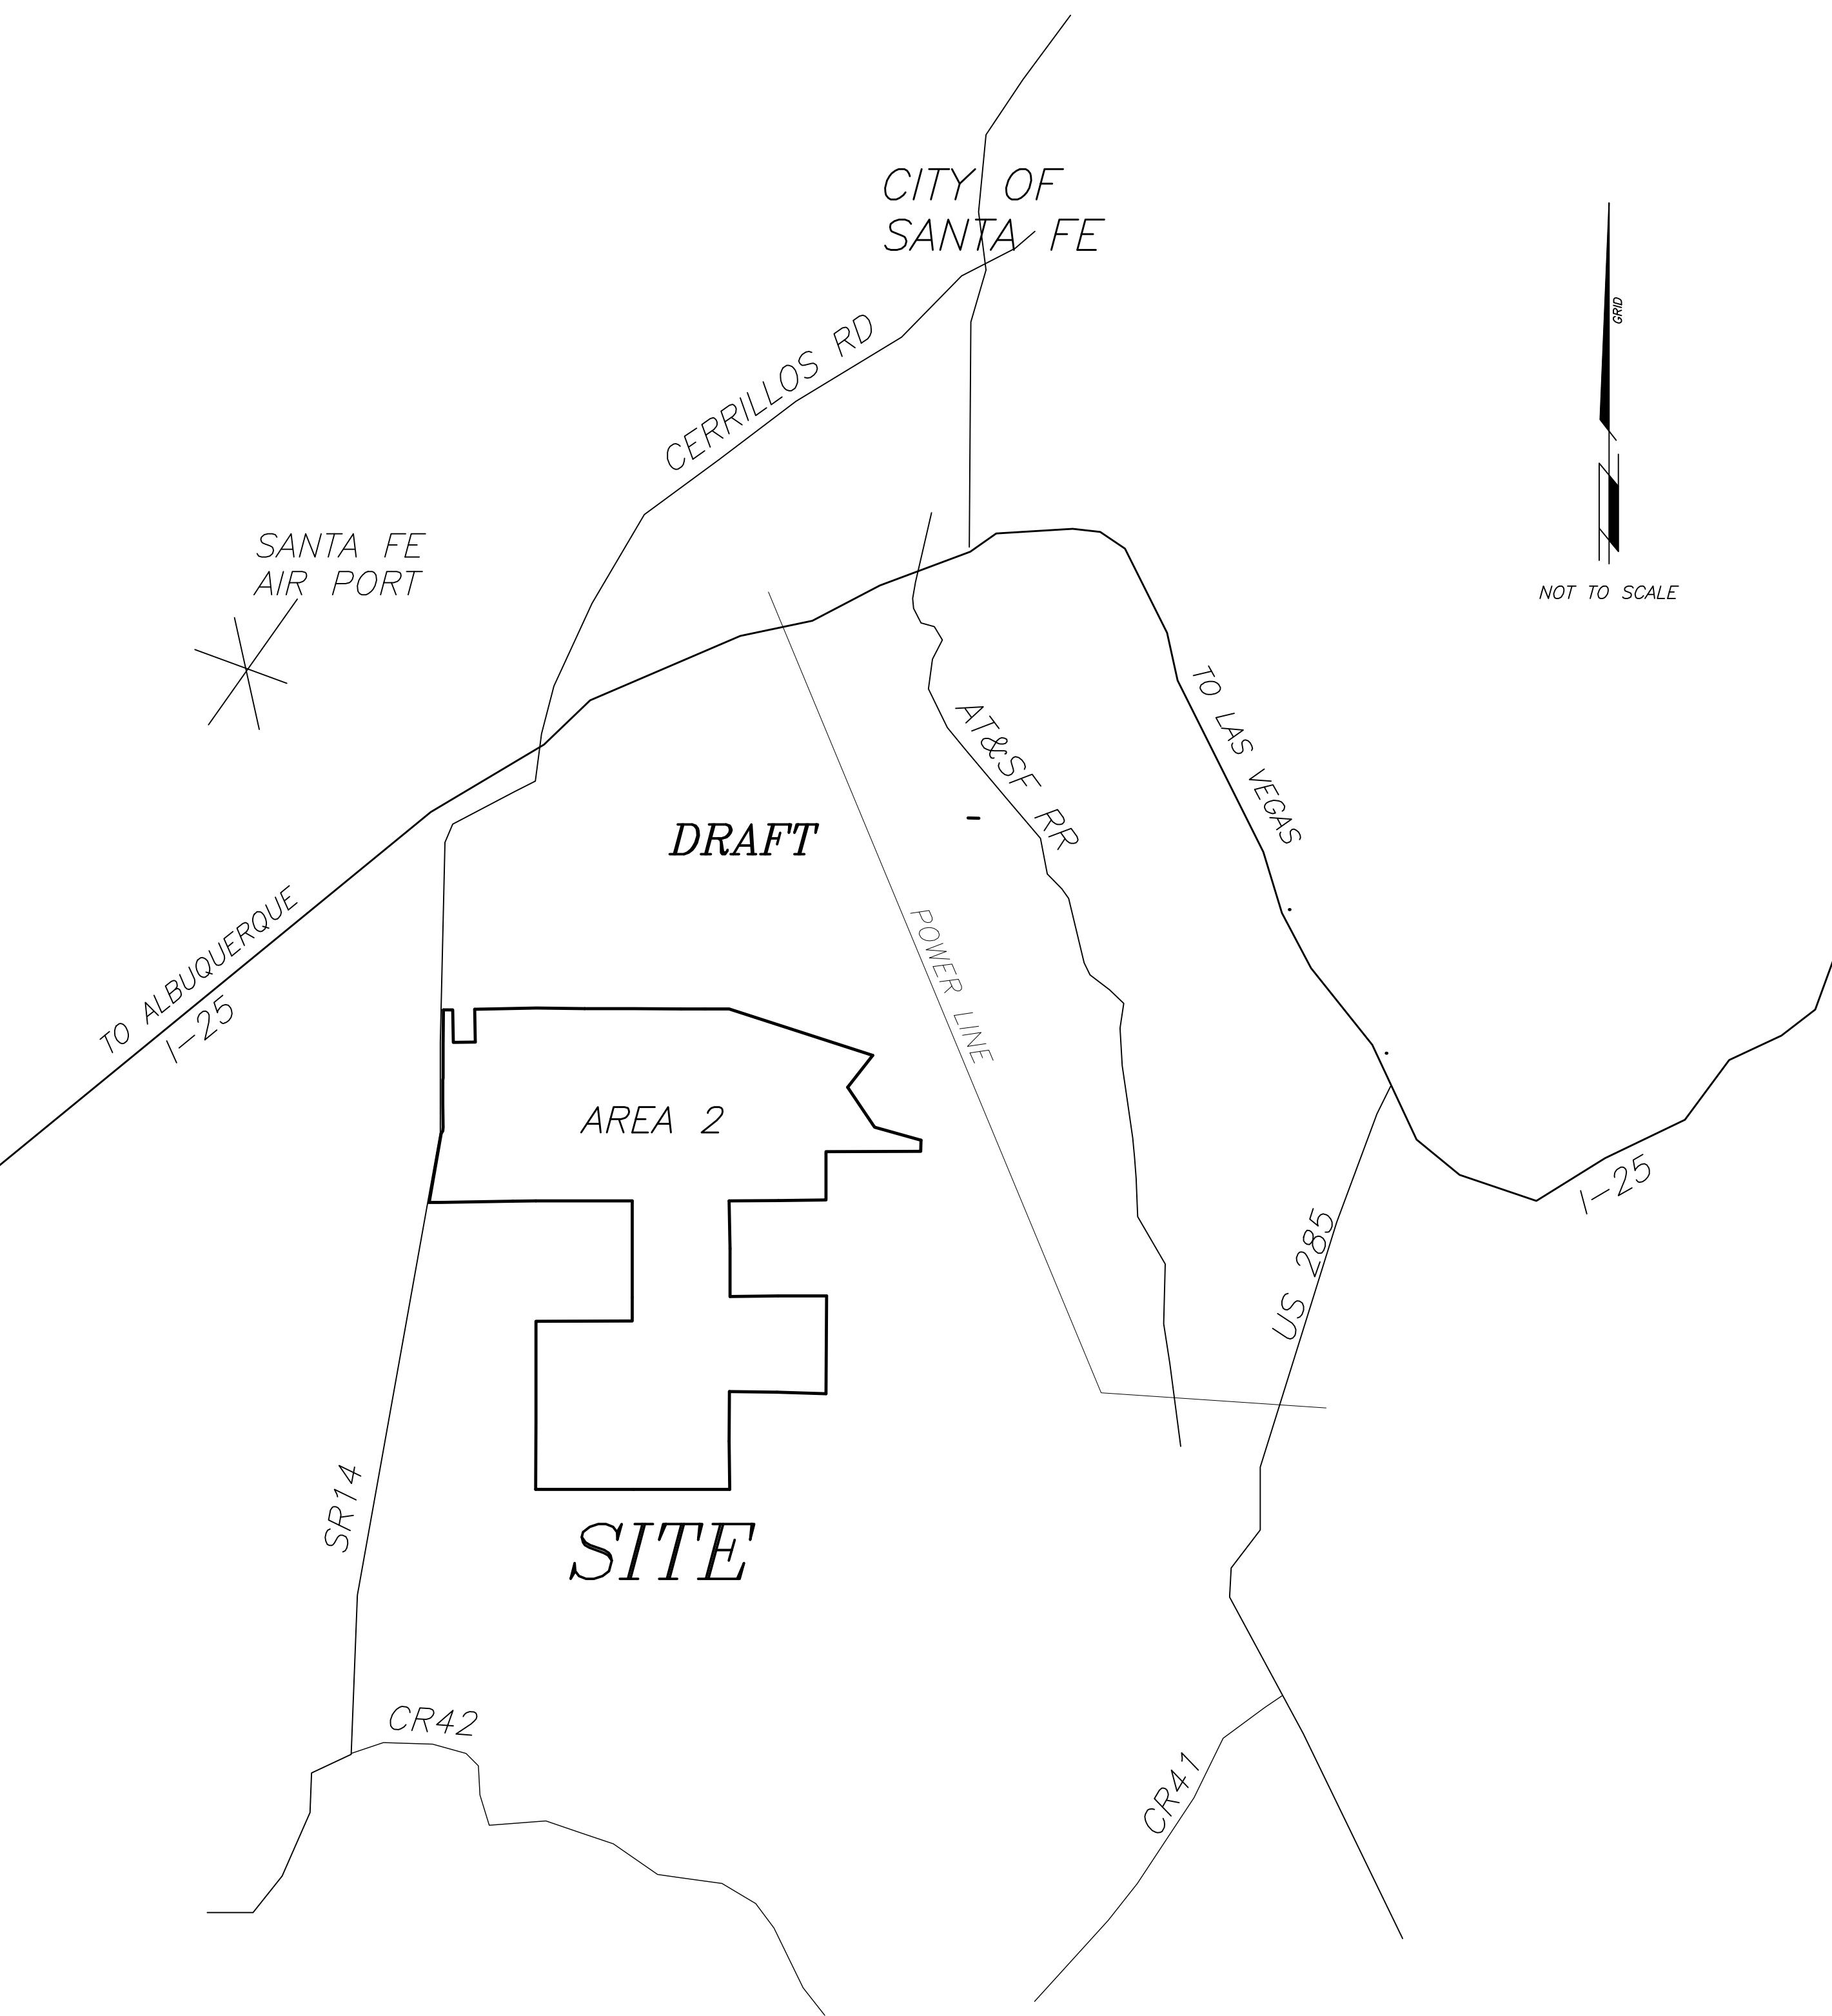 CITY OF
SANTA FE
GRID
N
NOT TO SCALE
CERRILLOS RD
SANTA FE
AIR PORT
TO LAS VEGAS
AT&SF RR
DRAFT
POWER LINE
TO ALBUQUERQUE
I-25
AREA 2
I-25
US 285
SR14
SITE
CR42
CR41